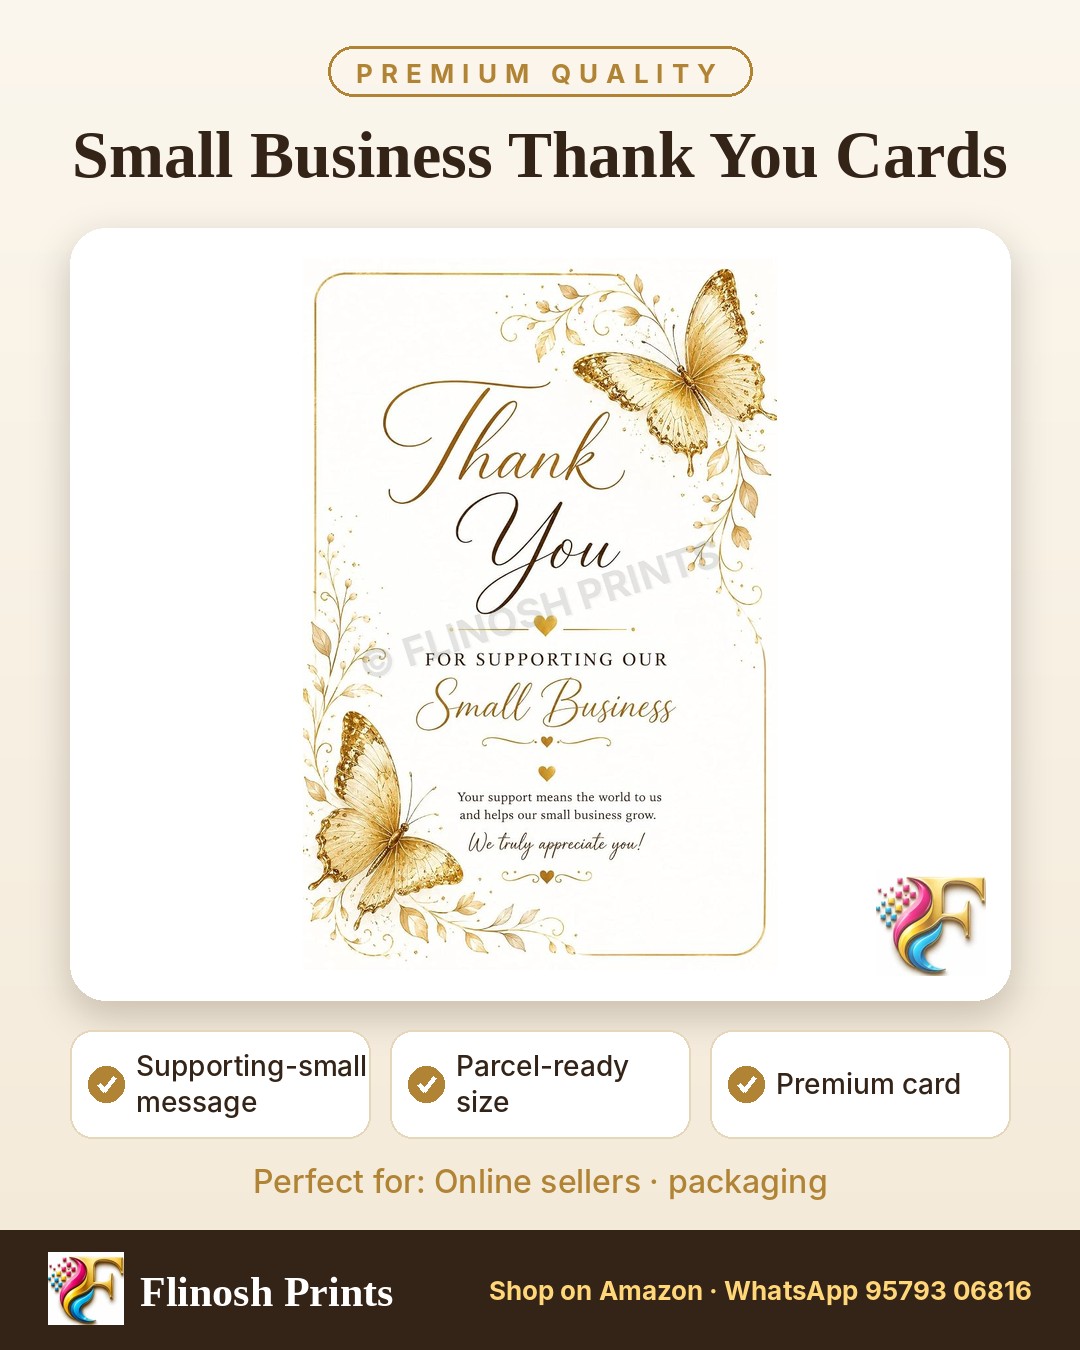 PREMIUM QUALITY
Small Business Thank You Cards
Thank
You
© FLINOSH PRINTS
FOR SUPPORTING OUR
Small Business
Your support means the world to us
and helps our small business grow.
We truly appreciate you!
F
Supporting-small
message
Parcel-ready
size
Premium card
Perfect for: Online sellers · packaging
F
Flinosh Prints
Shop on Amazon · WhatsApp 95793 06816